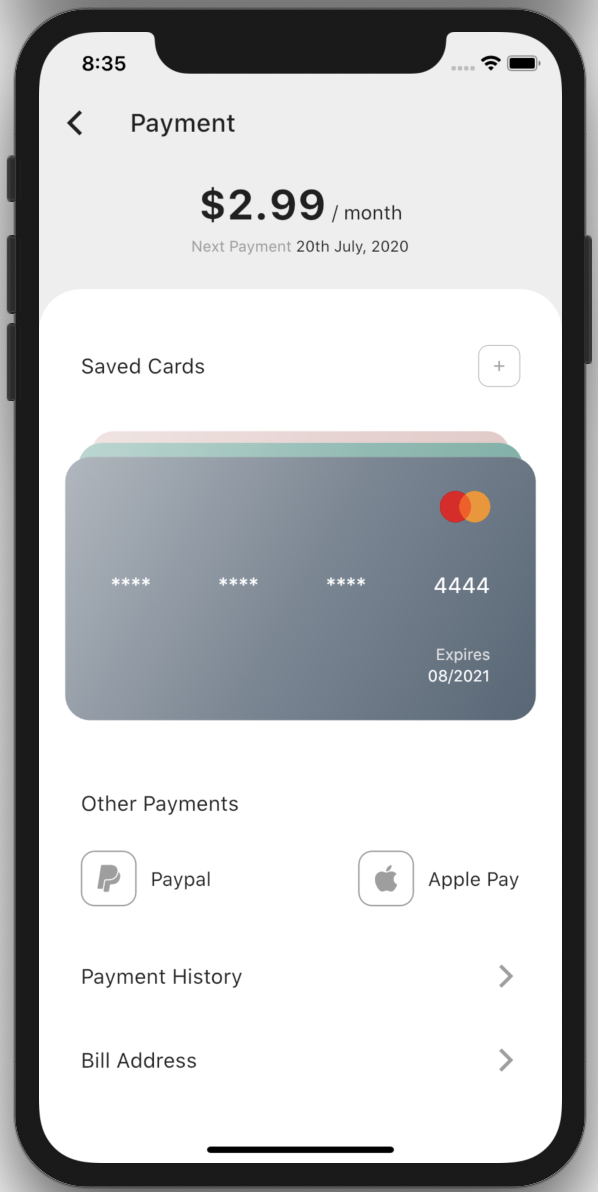 8:35
Payment
$2.99 / month
Next Payment 20th July, 2020
Saved Cards
+
**** **** **** 4444
Expires
08/2021
Other Payments
Paypal
Apple Pay
Payment History
Bill Address